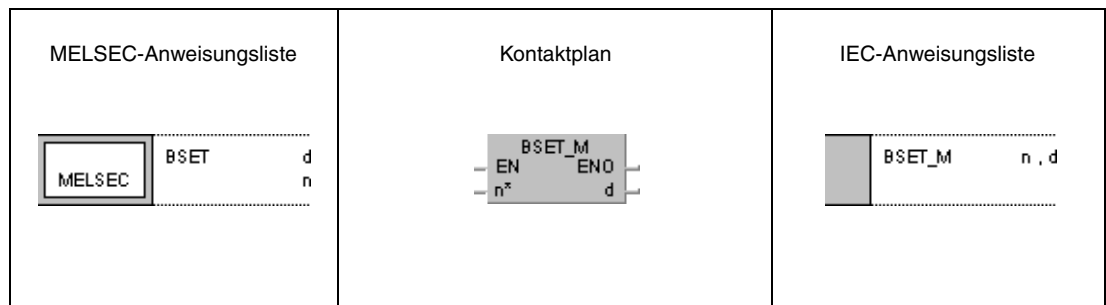 MELSEC-Anweisungsliste
Kontaktplan
IEC-Anweisungsliste
MELSEC
BSET d
n
BSET_M
EN ENO
n* d
BSET_M n , d